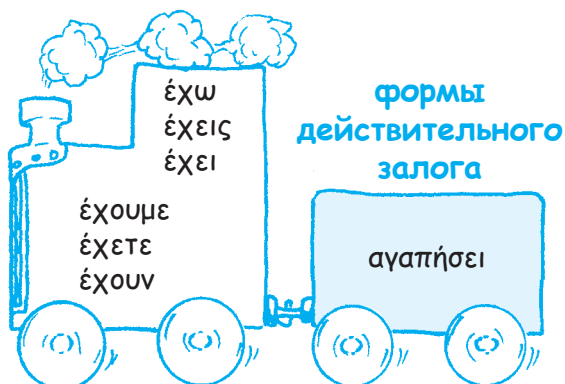 έχω
έχεις
έχει
έχουμε
έχετε
έχουν
формы
действительного
залога
αγαπήσει